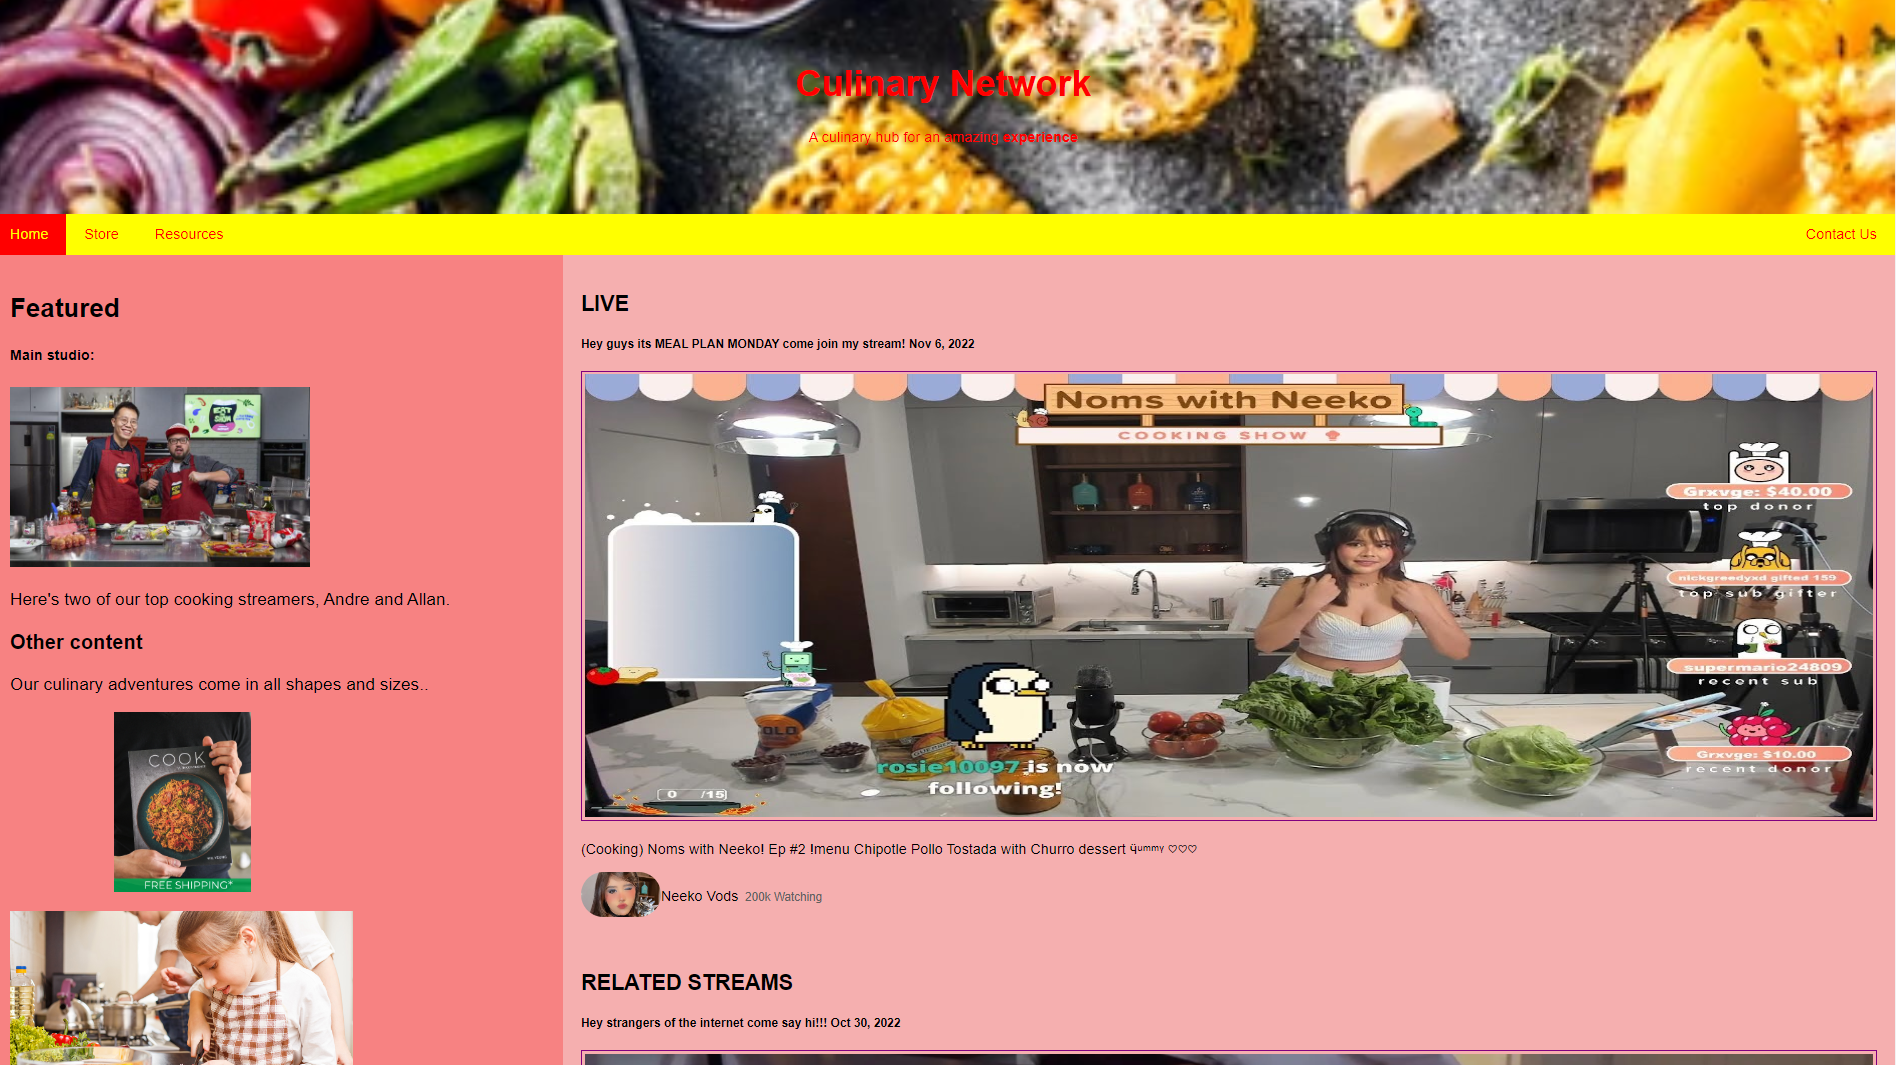 Culinary Network
A culinary hub for an amazing experience
Home
Store
Resources
Contact Us
Featured
Main studio:
EAT
Here's two of our top cooking streamers, Andre and Allan.
Other content
Our culinary adventures come in all shapes and sizes..
COOK
FREE SHIPPING*
LIVE
Hey guys its MEAL PLAN MONDAY come join my stream! Nov 6, 2022
Noms with Neeko
COOKING SHOW
Grxvge: $40.00
top donor
nickgreedyxd gifted 159
top sub gifter
supermario24809
recent sub
Grxvge: $10.00
recent donor
rosie10097 is now
following!
0 /15
(Cooking) Noms with Neeko! Ep #2 !menu Chipotle Pollo Tostada with Churro dessert ♡♡♡
Neeko Vods 200k Watching
RELATED STREAMS
Hey strangers of the internet come say hi!!! Oct 30, 2022